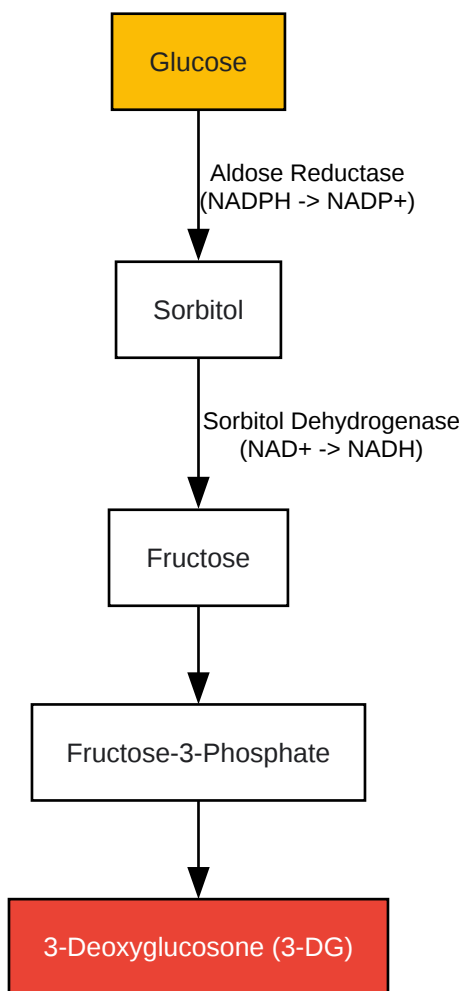 Glucose
Aldose Reductase
(NADPH -> NADP+)
Sorbitol
Sorbitol Dehydrogenase
(NAD+ -> NADH)
Fructose
Fructose-3-Phosphate
3-Deoxyglucosone (3-DG)